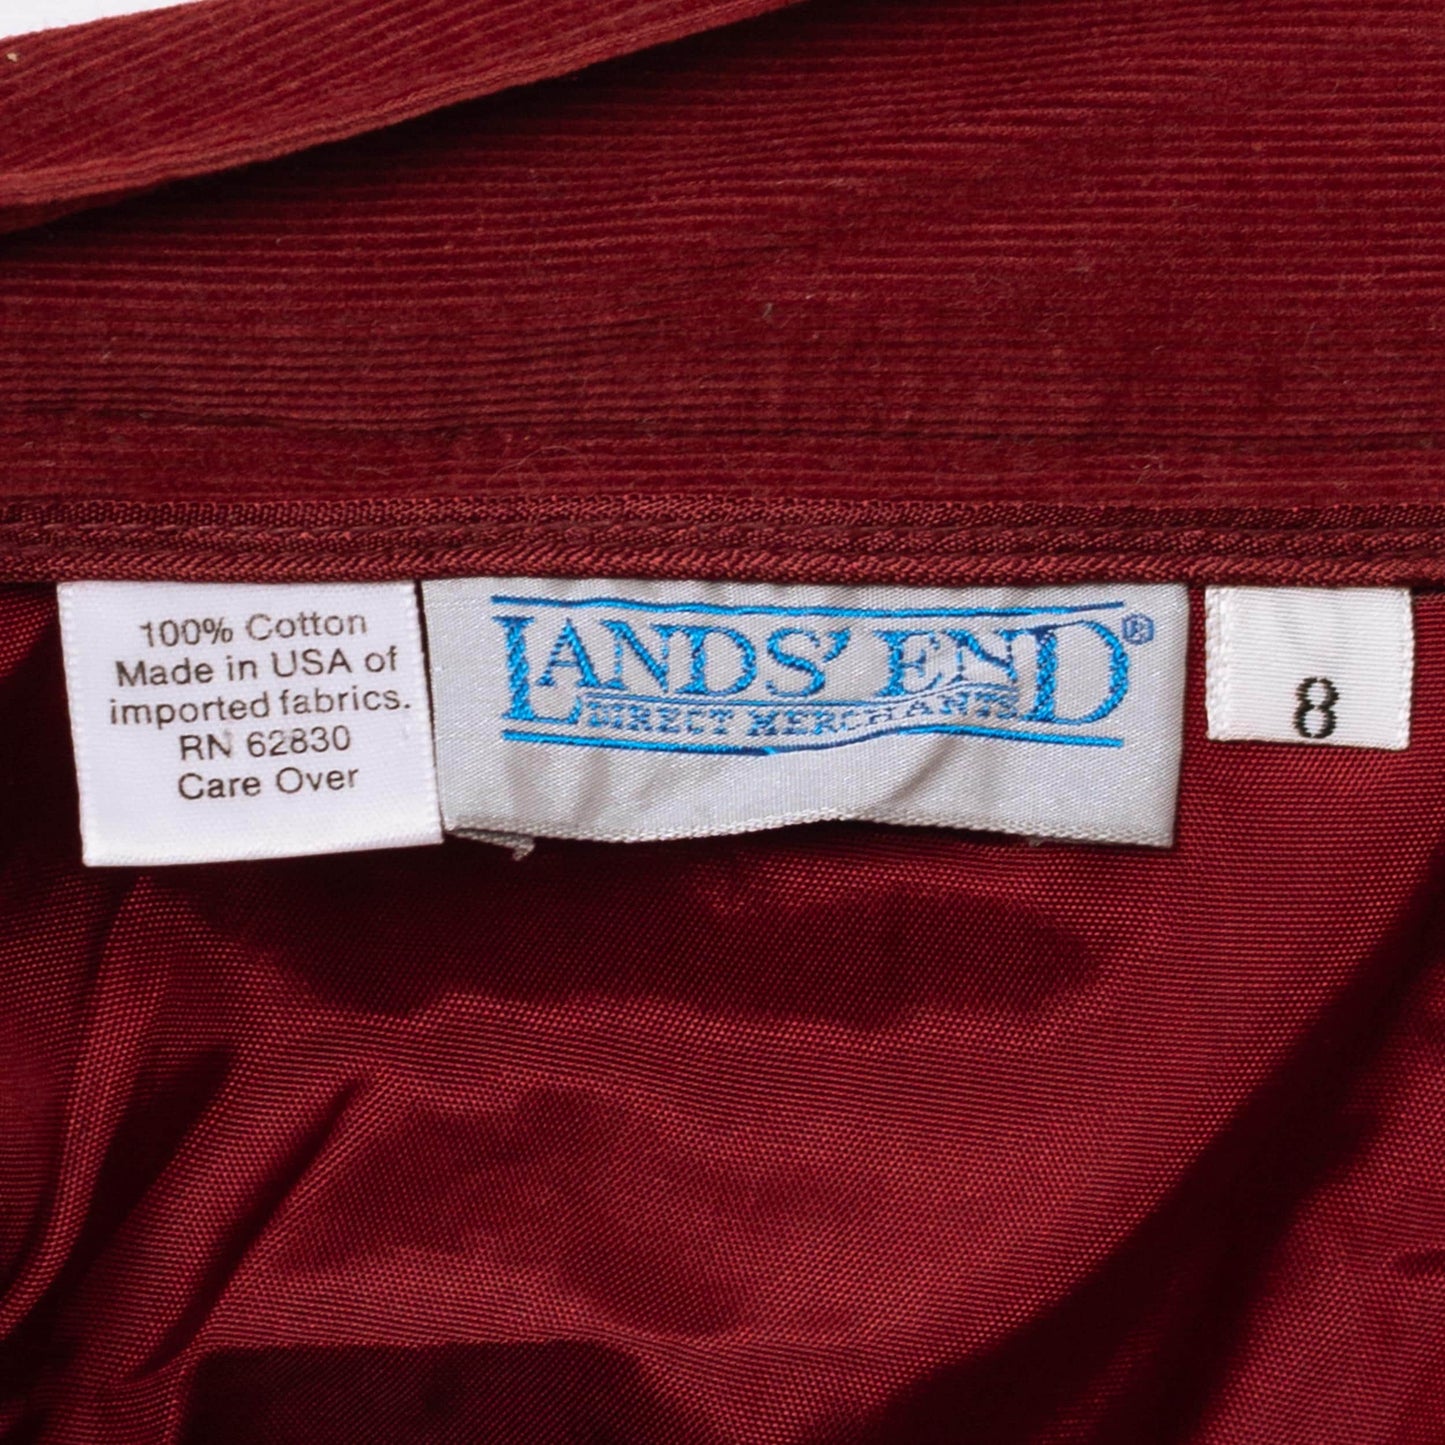 100% Cotton
Made in USA of
imported fabrics.
RN 62830
Care Over
LANDS' END®
DIRECT MERCHANTS
8